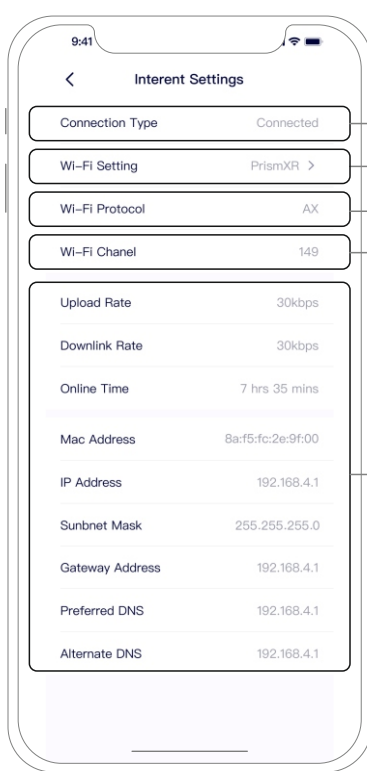 9:41
Interent Settings
Connection Type Connected
Wi-Fi Setting PrismXR >
Wi-Fi Protocol AX
Wi-Fi Chanel 149
Upload Rate 30kbps
Downlink Rate 30kbps
Online Time 7 hrs 35 mins
Mac Address 8a:f5:fc:2e:9f:00
IP Address 192.168.4.1
Sunbnet Mask 255.255.255.0
Gateway Address 192.168.4.1
Preferred DNS 192.168.4.1
Alternate DNS 192.168.4.1